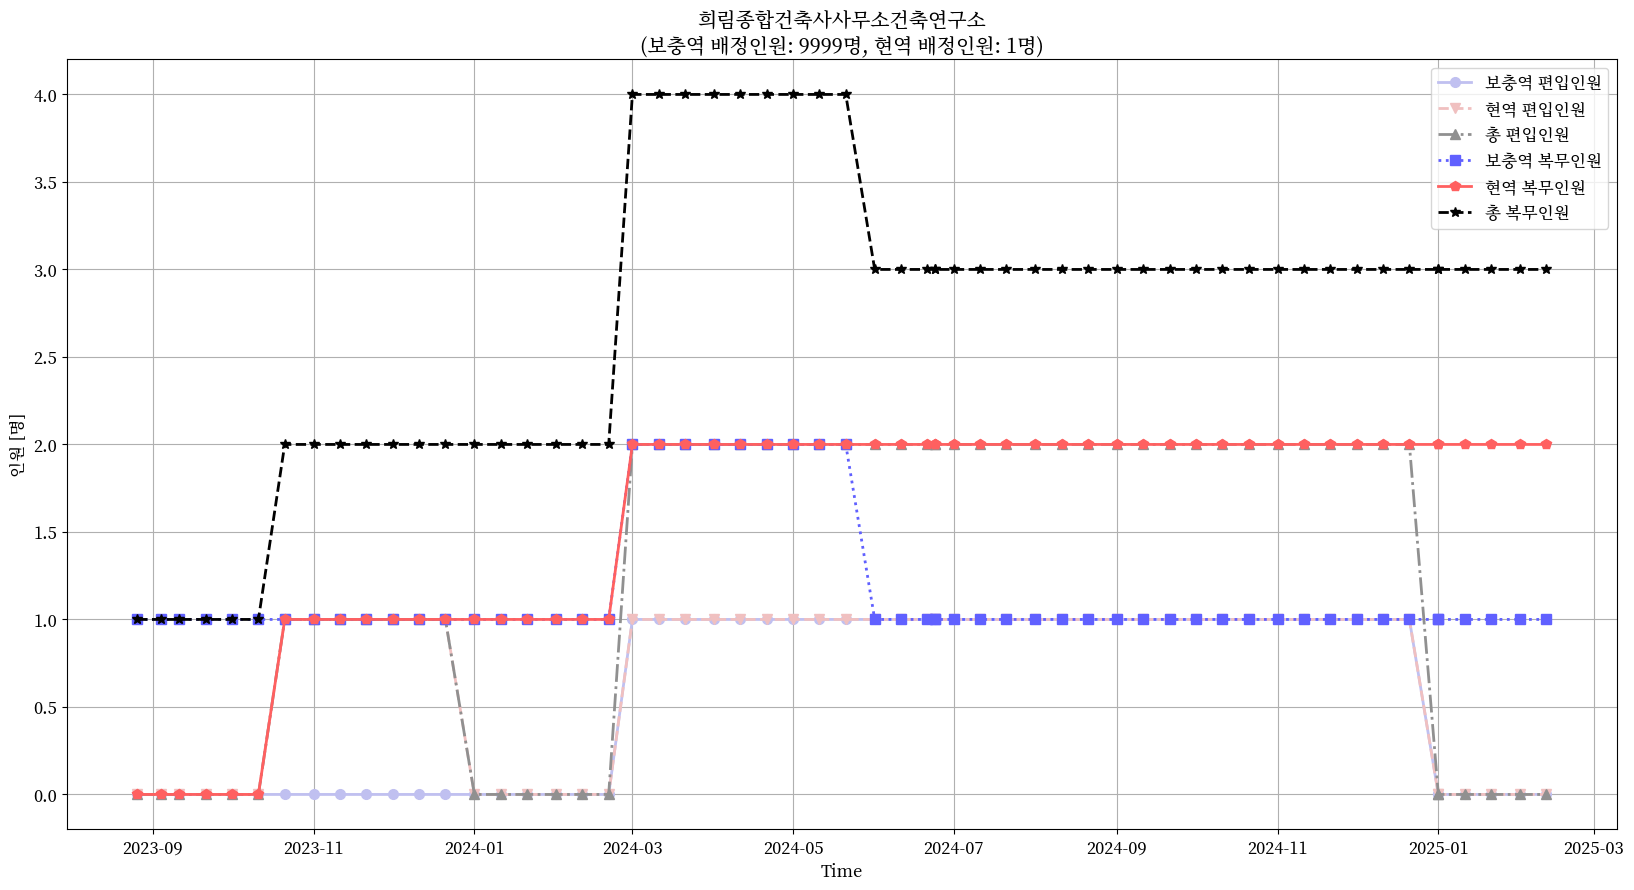 희림종합건축사사무소건축연구소
(보충역 배정인원: 9999명, 현역 배정인원: 1명)
보충역 편입인원
현역 편입인원
총 편입인원
보충역 복무인원
현역 복무인원
총 복무인원
4.0
3.5
3.0
2.5
2.0
1.5
1.0
0.5
0.0
인원 [명]
2023-09
2023-11
2024-01
2024-03
2024-05
2024-07
2024-09
2024-11
2025-01
2025-03
Time